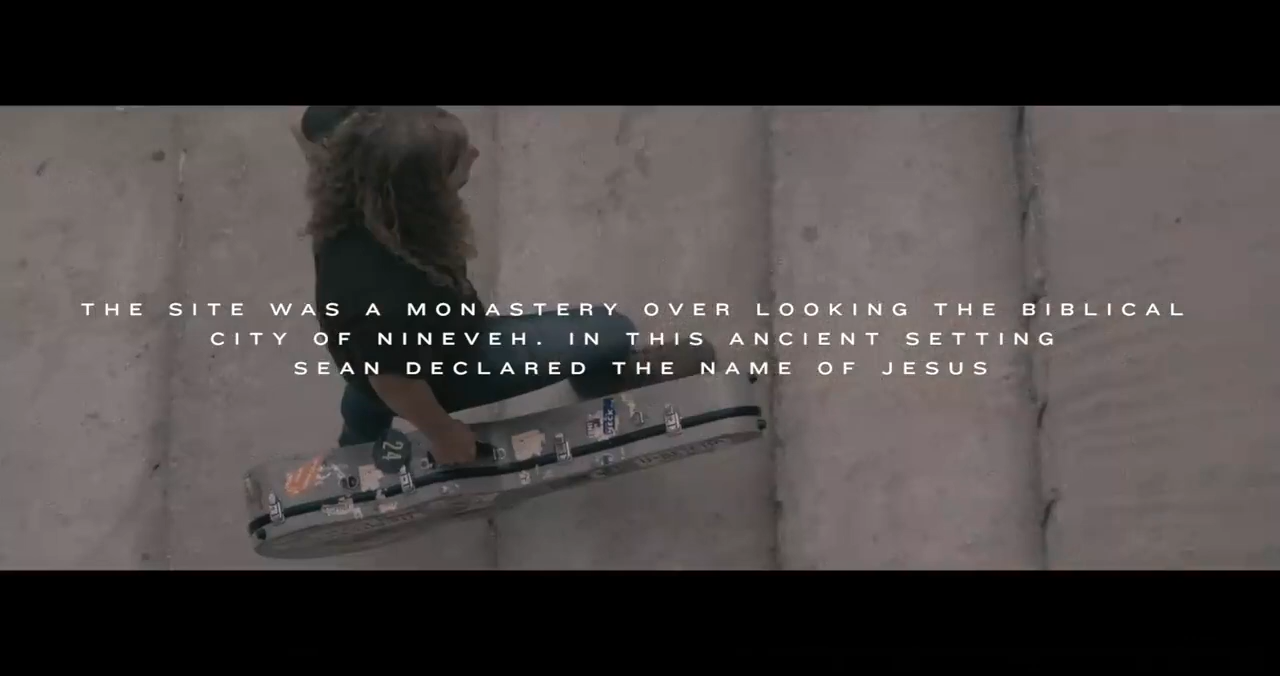 THE SITE WAS A MONASTERY OVER LOOKING THE BIBLICAL
CITY OF NINEVEH. IN THIS ANCIENT SETTING
SEAN DECLARED THE NAME OF JESUS
24